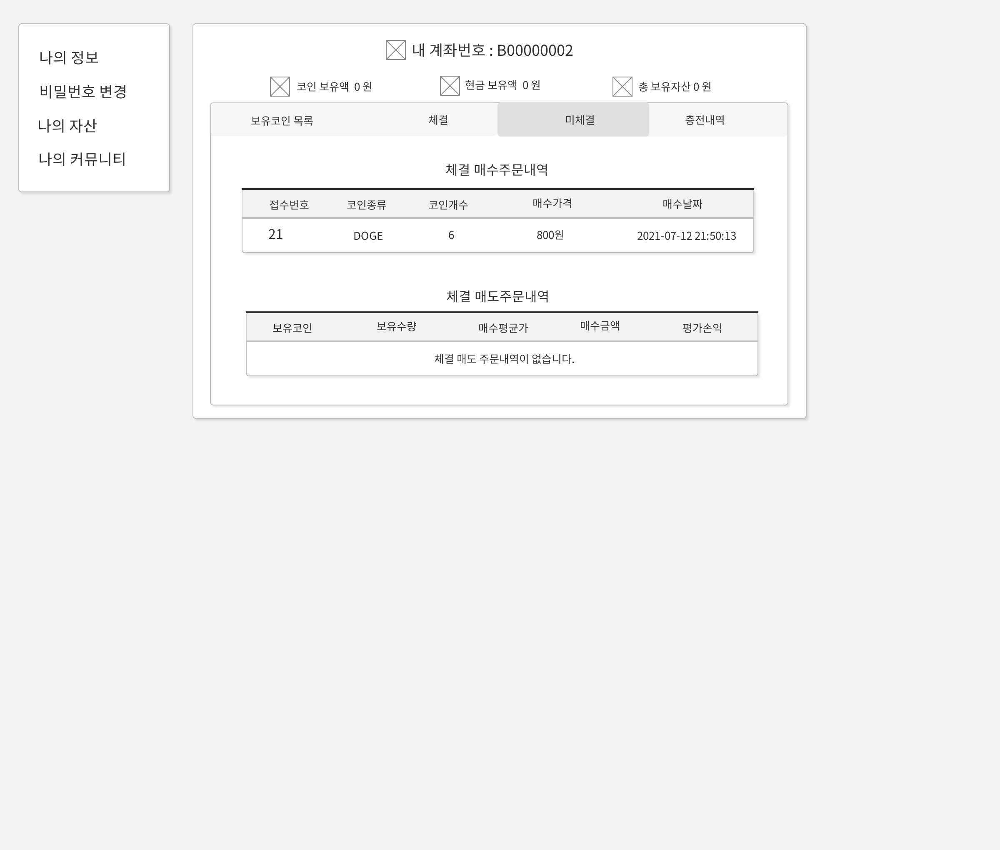 나의 정보
비밀번호 변경
나의 자산
나의 커뮤니티
내 계좌번호 : B00000002
코인 보유액 0 원
현금 보유액 0 원
총 보유자산 0 원
보유코인 목록
체결
미체결
충전내역
체결 매수주문내역
접수번호 코인종류 코인개수 매수가격 매수날짜
21 DOGE 6 800원 2021-07-12 21:50:13
체결 매도주문내역
보유코인 보유수량 매수평균가 매수금액 평가손익
체결 매도 주문내역이 없습니다.